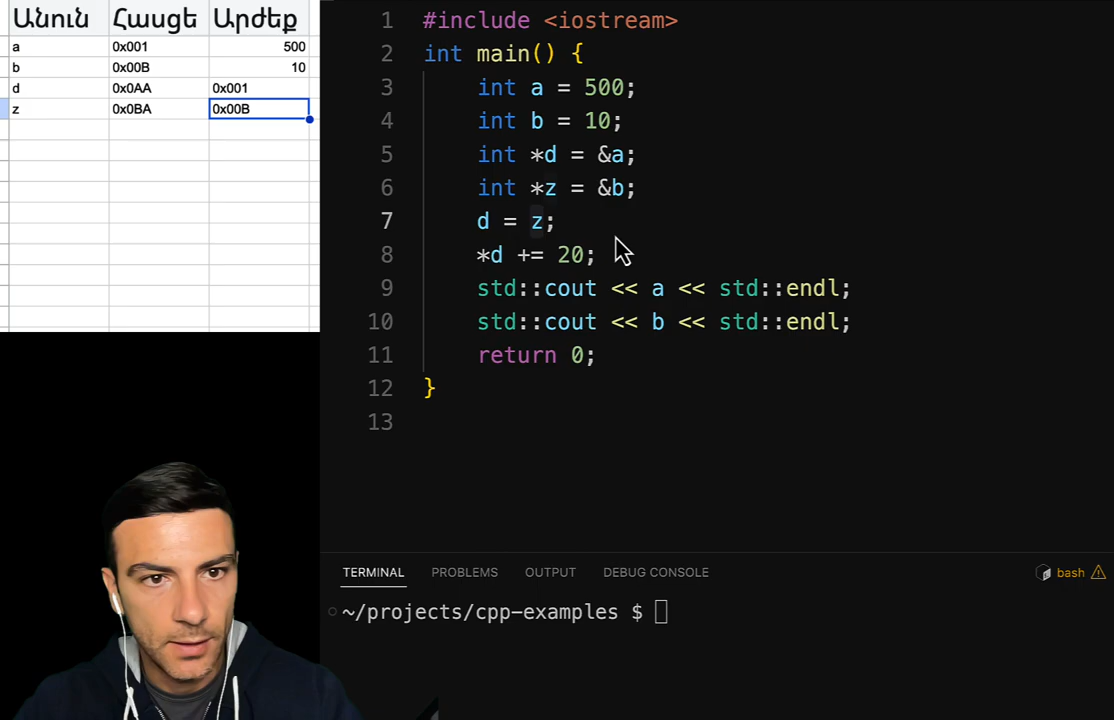 Անուն Հասցե Արժեք
a 0x001 500
b 0x00B 10
d 0x0AA 0x001
z 0x0BA 0x00B
1 #include <iostream>
2 int main() {
3 int a = 500;
4 int b = 10;
5 int *d = &a;
6 int *z = &b;
7 d = z;
8 *d += 20;
9 std::cout << a << std::endl;
10 std::cout << b << std::endl;
11 return 0;
12 }
13
TERMINAL PROBLEMS OUTPUT DEBUG CONSOLE bash
~/projects/cpp-examples $